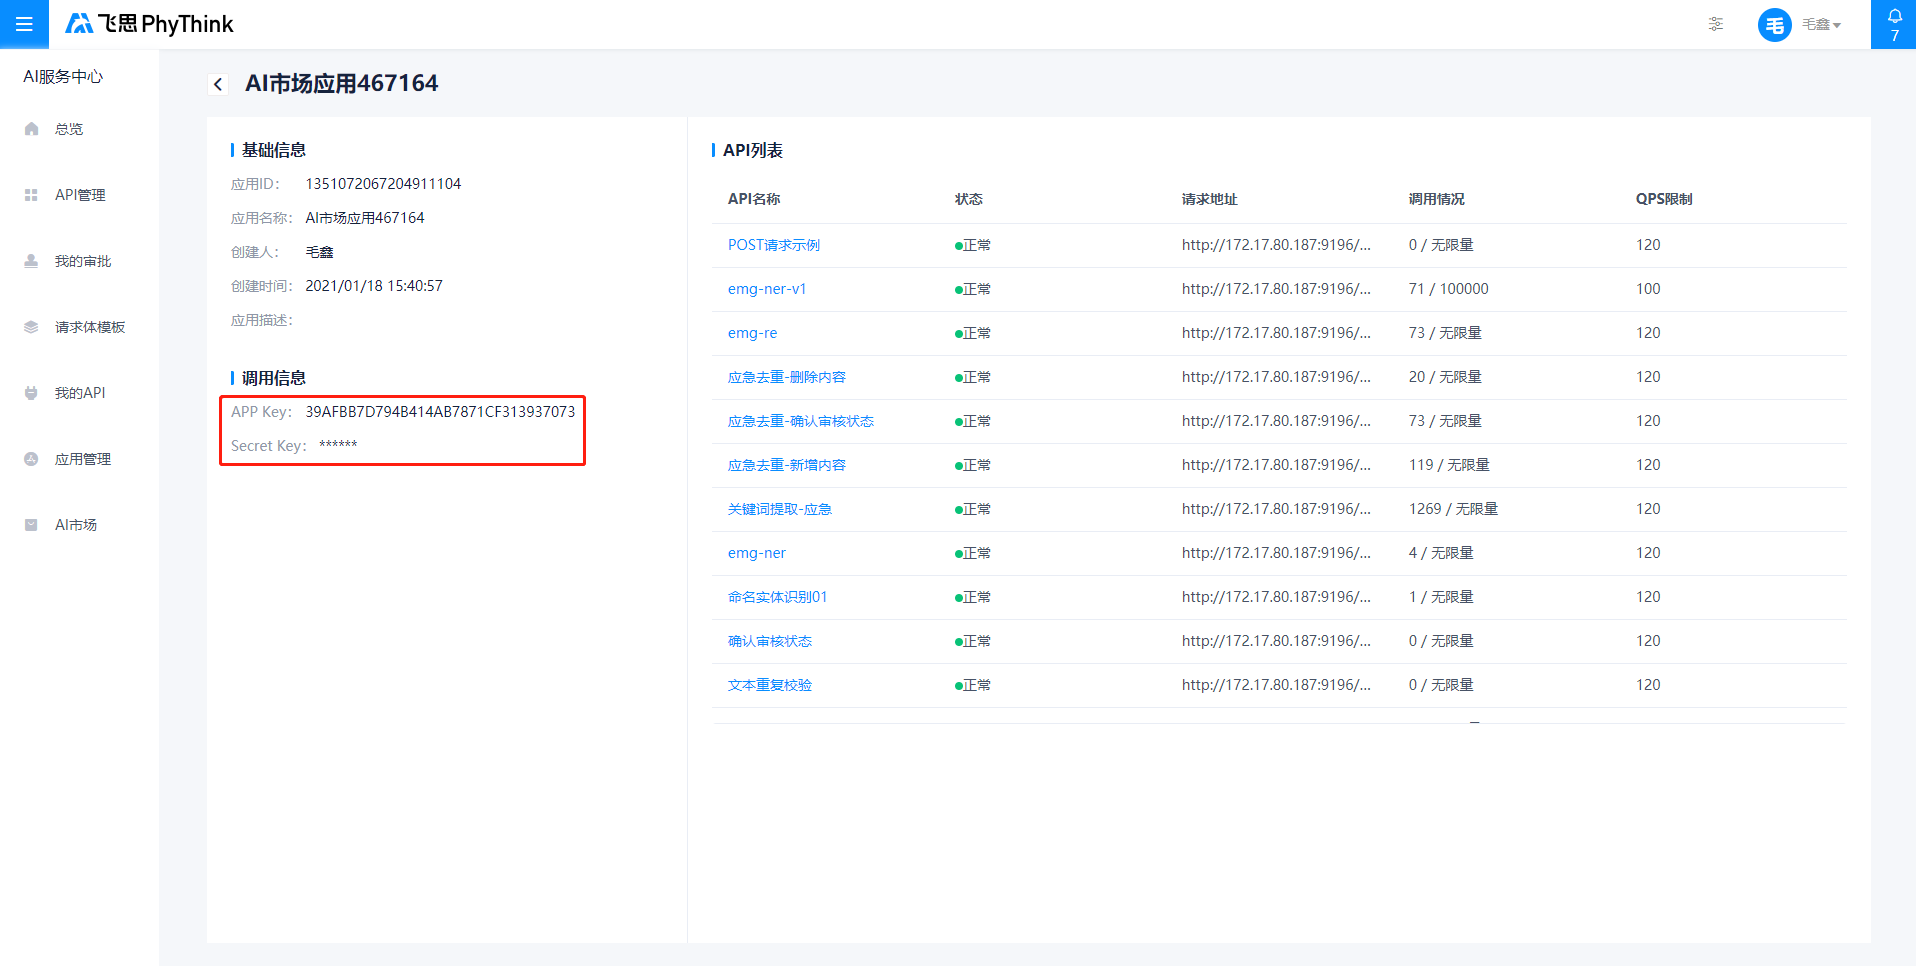 飞思 PhyThink
毛
毛鑫
7
AI服务中心
总览
API管理
我的审批
请求体模板
我的API
应用管理
AI市场
AI市场应用467164
基础信息
应用ID： 1351072067204911104
应用名称： AI市场应用467164
创建人： 毛鑫
创建时间： 2021/01/18 15:40:57
应用描述：
调用信息
APP Key： 39AFBB7D794B414AB7871CF313937073
Secret Key： ******
API列表
API名称 状态 请求地址 调用情况 QPS限制
POST请求示例 正常 http://172.17.80.187:9196/... 0 / 无限量 120
emg-ner-v1 正常 http://172.17.80.187:9196/... 71 / 100000 100
emg-re 正常 http://172.17.80.187:9196/... 73 / 无限量 120
应急去重-删除内容 正常 http://172.17.80.187:9196/... 20 / 无限量 120
应急去重-确认审核状态 正常 http://172.17.80.187:9196/... 73 / 无限量 120
应急去重-新增内容 正常 http://172.17.80.187:9196/... 119 / 无限量 120
关键词提取-应急 正常 http://172.17.80.187:9196/... 1269 / 无限量 120
emg-ner 正常 http://172.17.80.187:9196/... 4 / 无限量 120
命名实体识别01 正常 http://172.17.80.187:9196/... 1 / 无限量 120
确认审核状态 正常 http://172.17.80.187:9196/... 0 / 无限量 120
文本重复校验 正常 http://172.17.80.187:9196/... 0 / 无限量 120